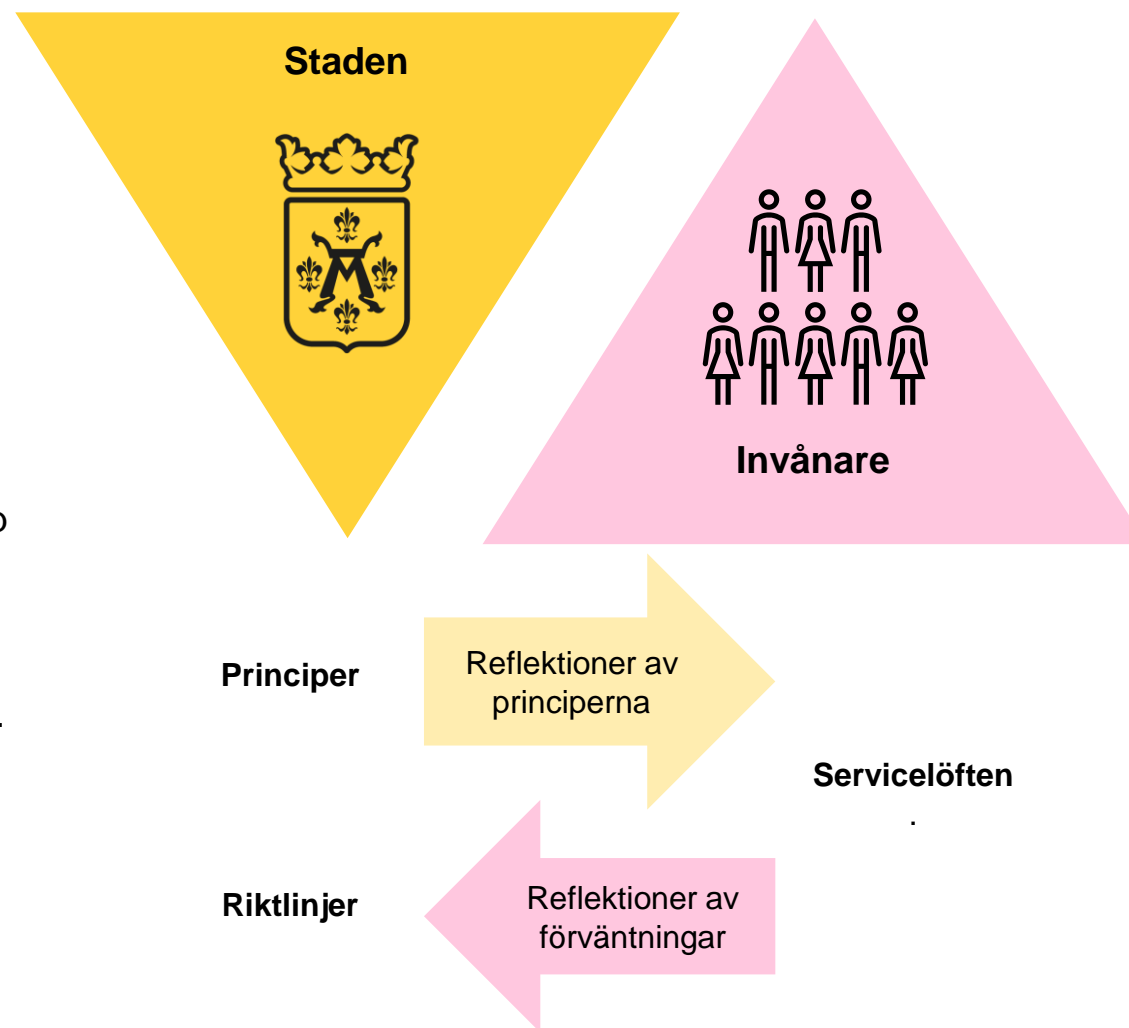 Staden
Invånare
Principer
Reflektioner av
principerna
.
Servicelöften
.
Riktlinjer
Reflektioner av
förväntningar